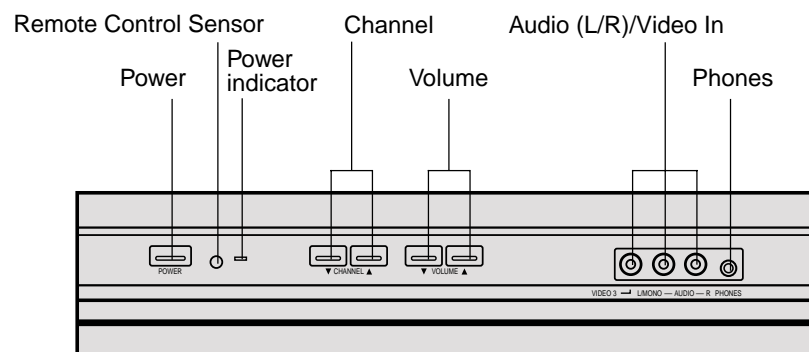 Remote Control Sensor
Channel
Audio (L/R)/Video In
Power
Power
indicator
Volume
Phones
POWER
▼ CHANNEL ▲
▼ VOLUME ▲
VIDEO 3 L/MONO — AUDIO — R PHONES